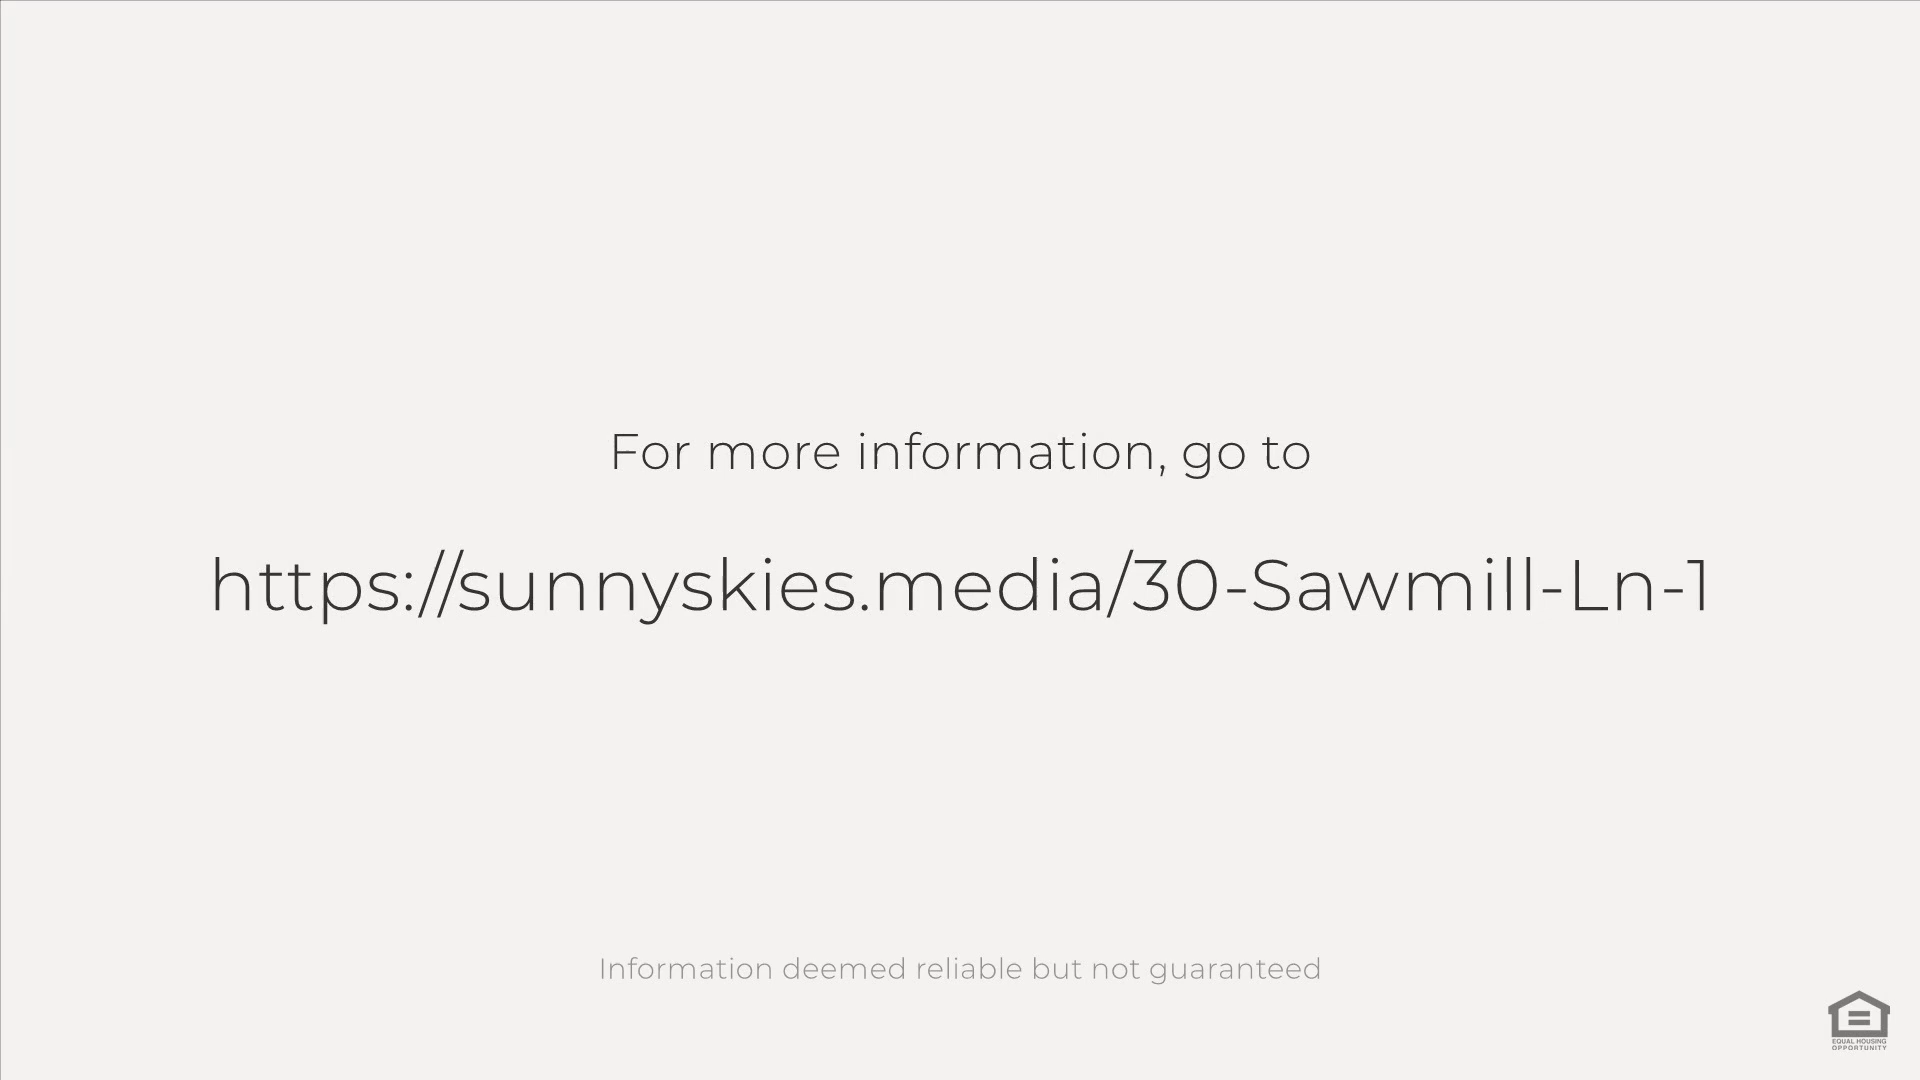 For more information, go to
https://sunnyskies.media/30-Sawmill-Ln-1
Information deemed reliable but not guaranteed
EQUAL HOUSING
OPPORTUNITY